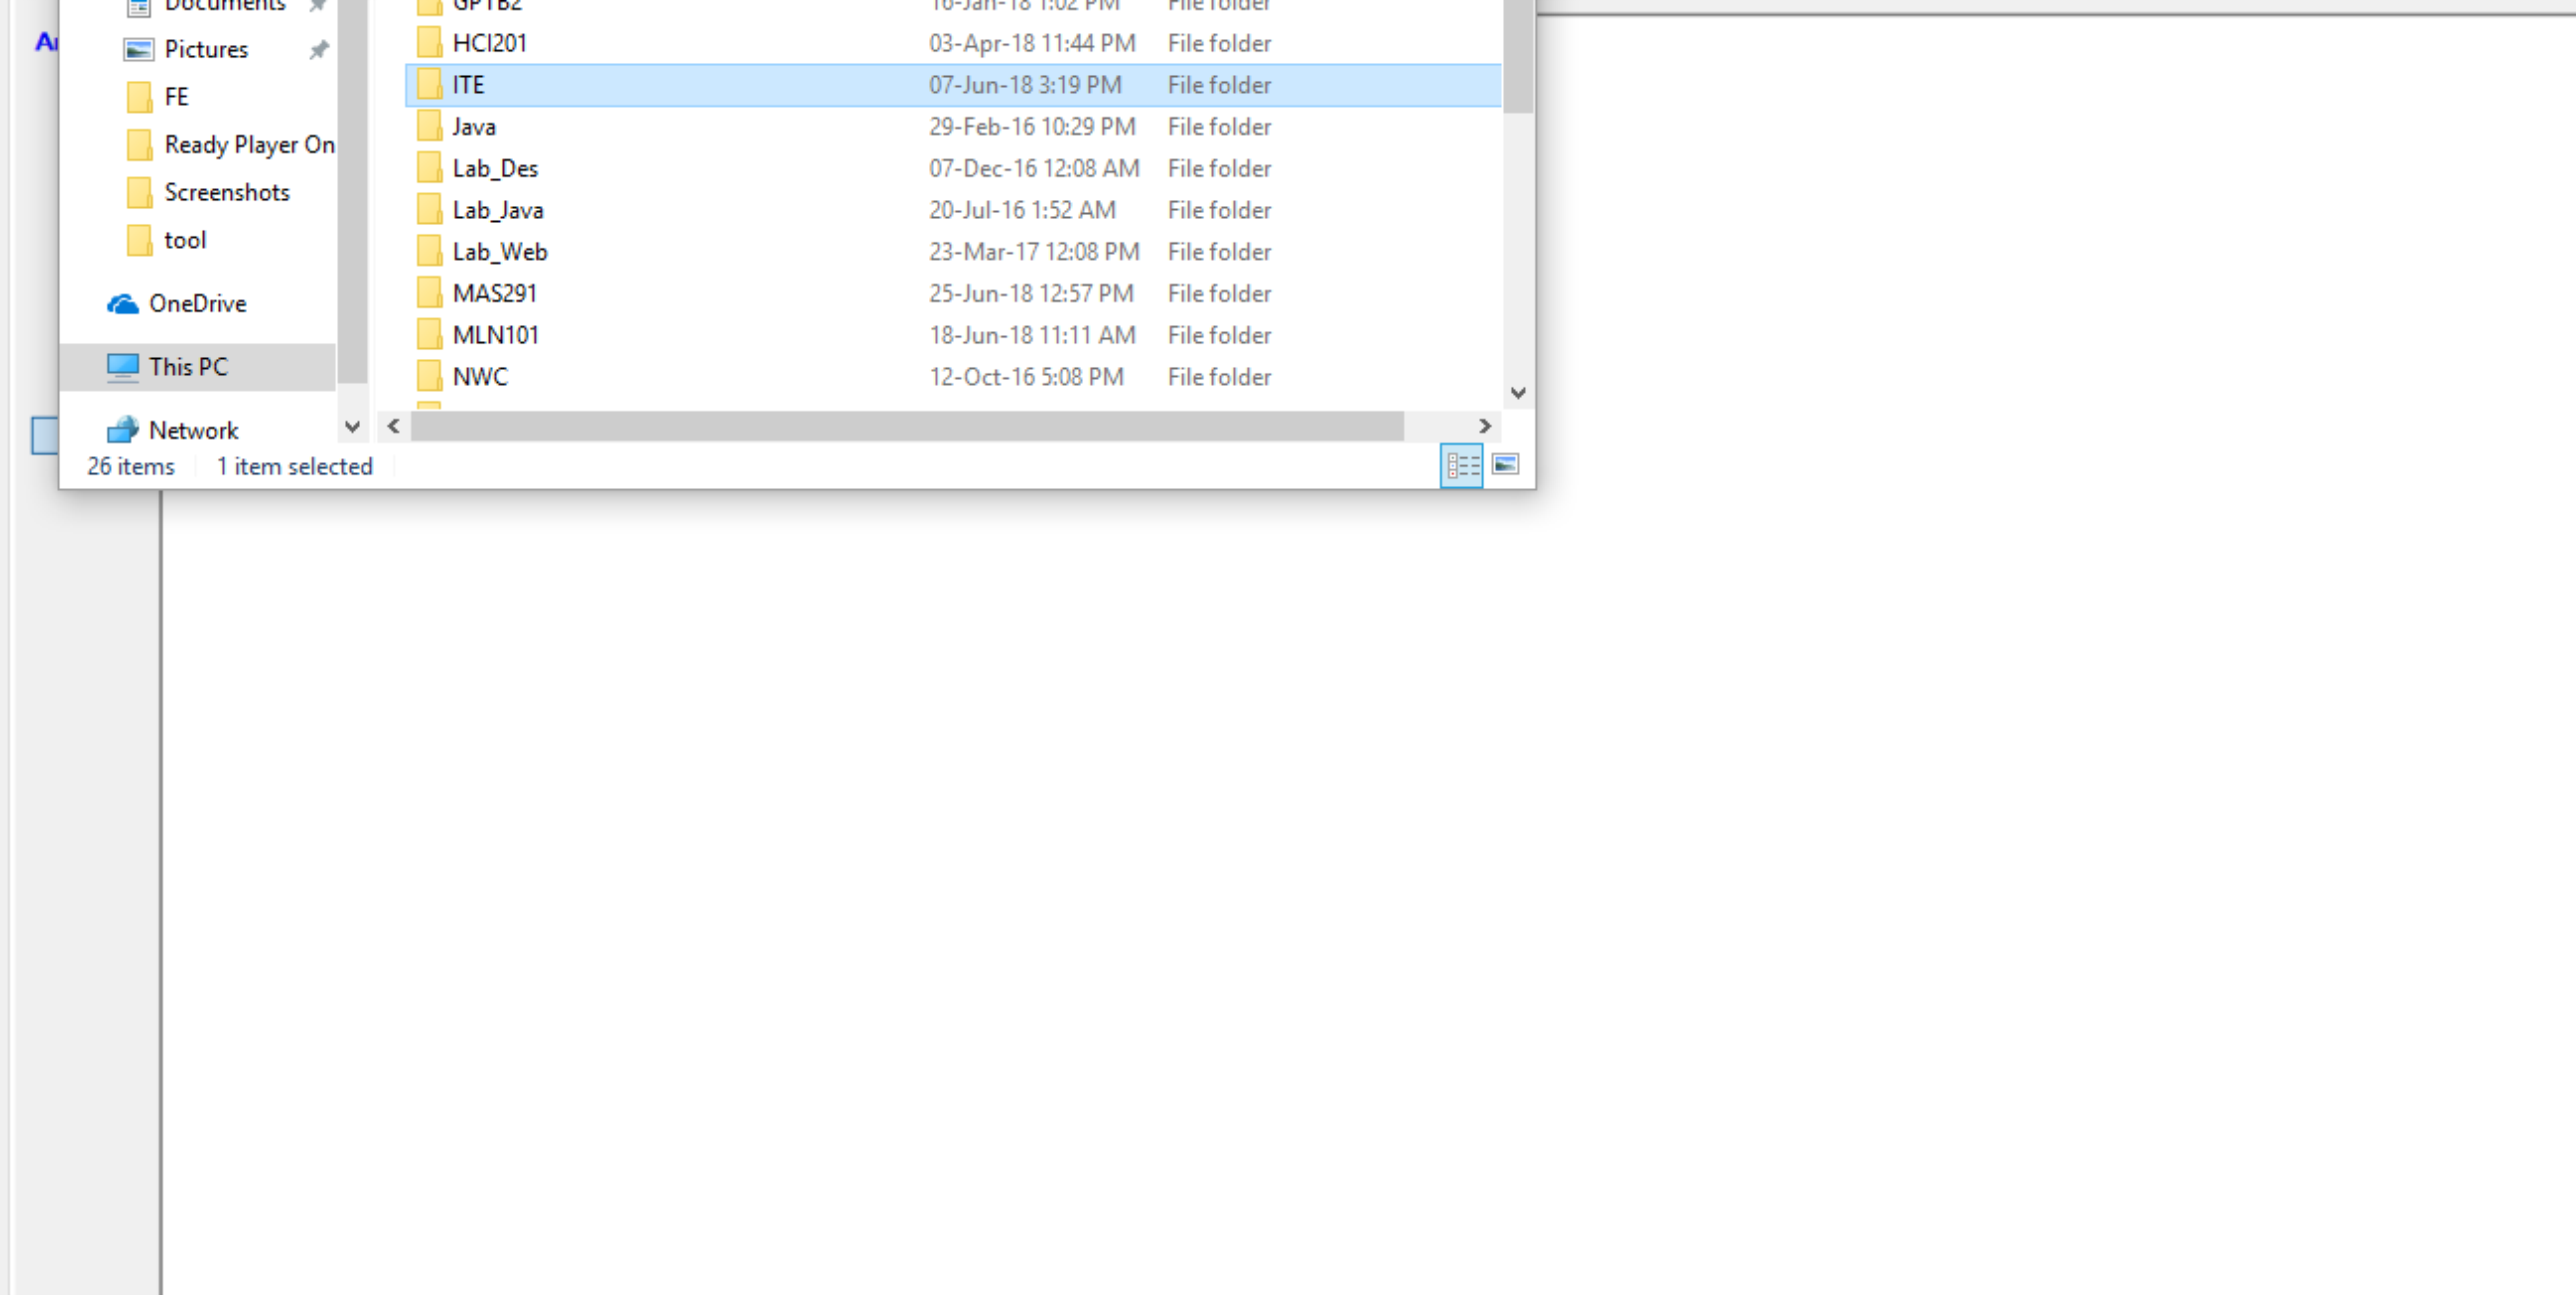 Documents
Pictures
FE
Ready Player On
Screenshots
tool
OneDrive
This PC
Network
GPTB2 16-Jan-18 1:02 PM File folder
HCI201 03-Apr-18 11:44 PM File folder
ITE 07-Jun-18 3:19 PM File folder
Java 29-Feb-16 10:29 PM File folder
Lab_Des 07-Dec-16 12:08 AM File folder
Lab_Java 20-Jul-16 1:52 AM File folder
Lab_Web 23-Mar-17 12:08 PM File folder
MAS291 25-Jun-18 12:57 PM File folder
MLN101 18-Jun-18 11:11 AM File folder
NWC 12-Oct-16 5:08 PM File folder
26 items 1 item selected